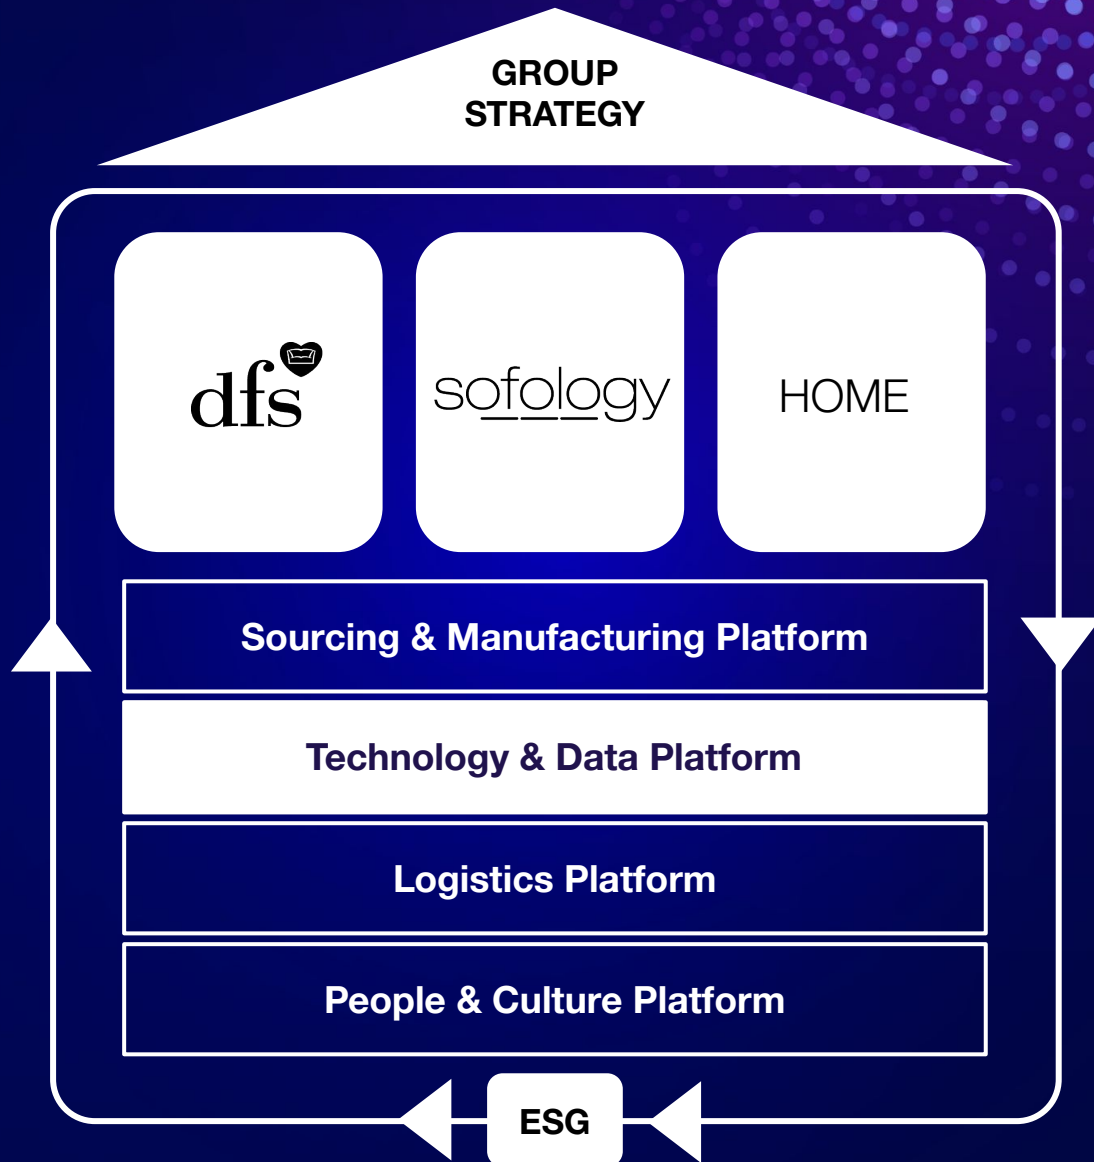 GROUP
STRATEGY
dfs
sofology
HOME
Sourcing & Manufacturing Platform
Technology & Data Platform
Logistics Platform
People & Culture Platform
ESG